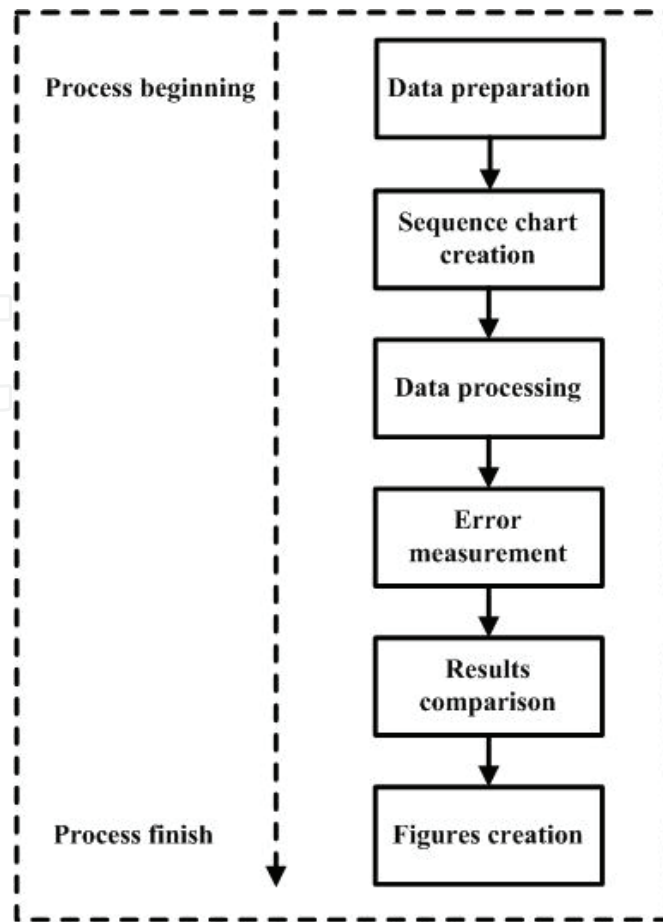 Process beginning
Data preparation
Sequence chart
creation
Data processing
Error
measurement
Results
comparison
Process finish
Figures creation